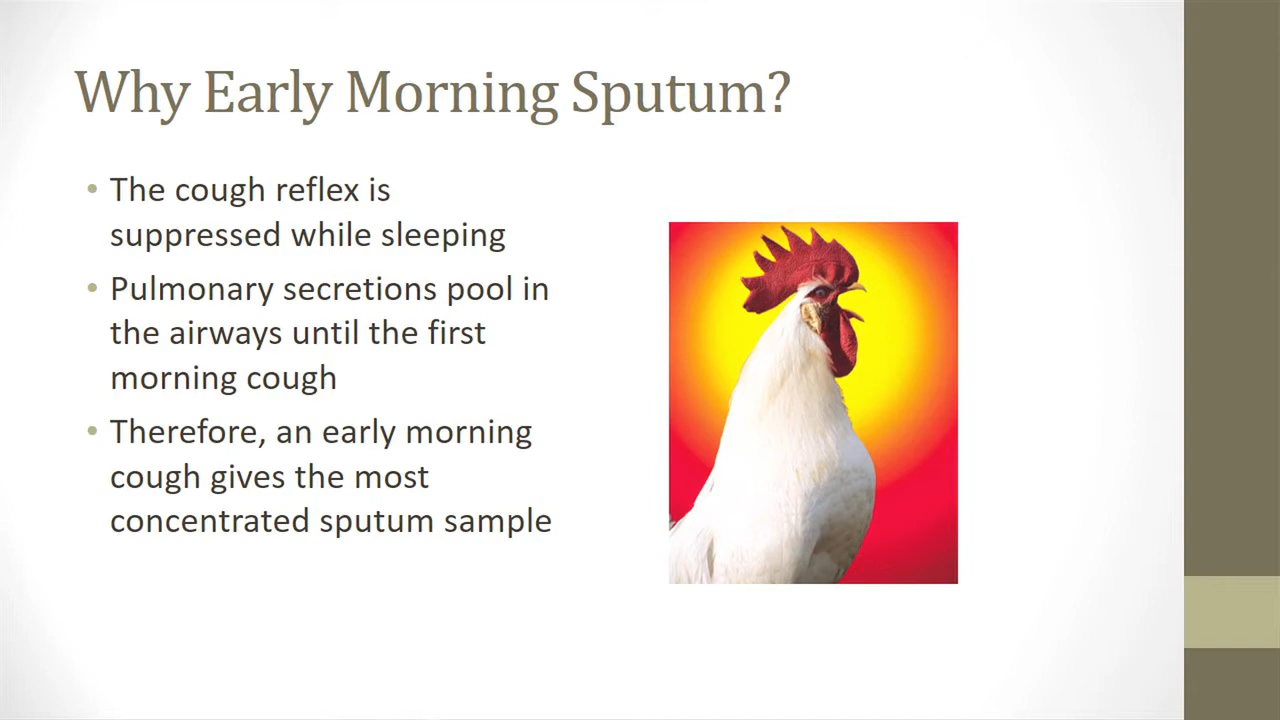 Why Early Morning Sputum?
• The cough reflex is
suppressed while sleeping
• Pulmonary secretions pool in
the airways until the first
morning cough
• Therefore, an early morning
cough gives the most
concentrated sputum sample